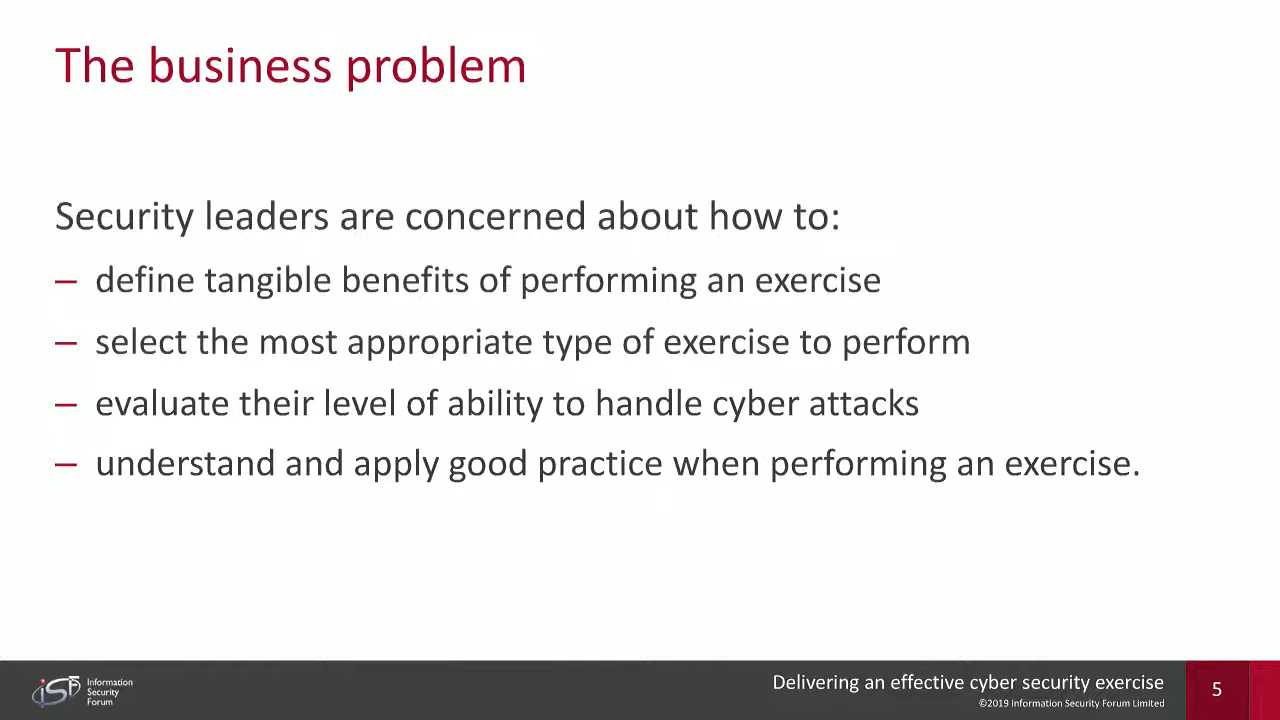 The business problem
Security leaders are concerned about how to:
– define tangible benefits of performing an exercise
– select the most appropriate type of exercise to perform
– evaluate their level of ability to handle cyber attacks
– understand and apply good practice when performing an exercise.
iSF
Information
Security
Forum
Delivering an effective cyber security exercise
©2019 Information Security Forum Limited
5